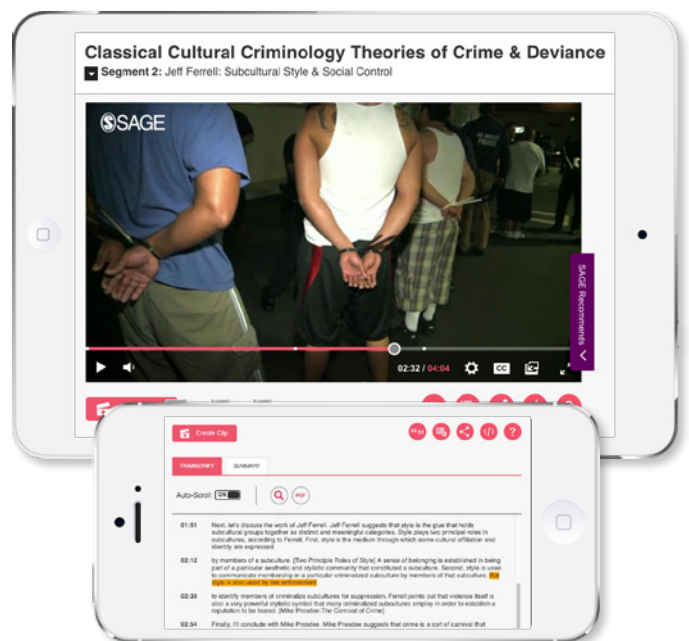 Classical Cultural Criminology Theories of Crime & Deviance
Segment 2: Jeff Ferrell: Subcultural Style & Social Control
SAGE
POLICE
SAGE Recommends
02:32 / 04:04
CC
Create Clip
TRANSCRIPT
SUMMARY
Auto-Scroll: ON
PDF
01:51 Next, let's discuss the work of Jeff Ferrell. Jeff Ferrell suggests that style is the glue that holds
subcultural groups together as distinct and meaningful categories. Style plays two principal roles in
subcultures, according to Ferrell. First, style is the medium through which some cultural affiliation and
identity are expressed
02:12 by members of a subculture. [Two Principle Roles of Style] A sense of belonging is established in being
part of a particular aesthetic and stylistic community that constituted a subculture. Second, style is used
to communicate membership in a particular criminalized subculture by members of that subculture. that
style is also used by law enforcement
02:33 to identify members of criminalize subcultures for suppression. Ferrell points out that violence itself is
also a very powerful stylistic symbol that many criminalized subcultures employ in order to establish a
reputation to be feared. [Mike Presdee: The Carnival of Crime]
02:54 Finally, I'll conclude with Mike Presdee. Mike Presdee suggests that crime is a sort of carnival that